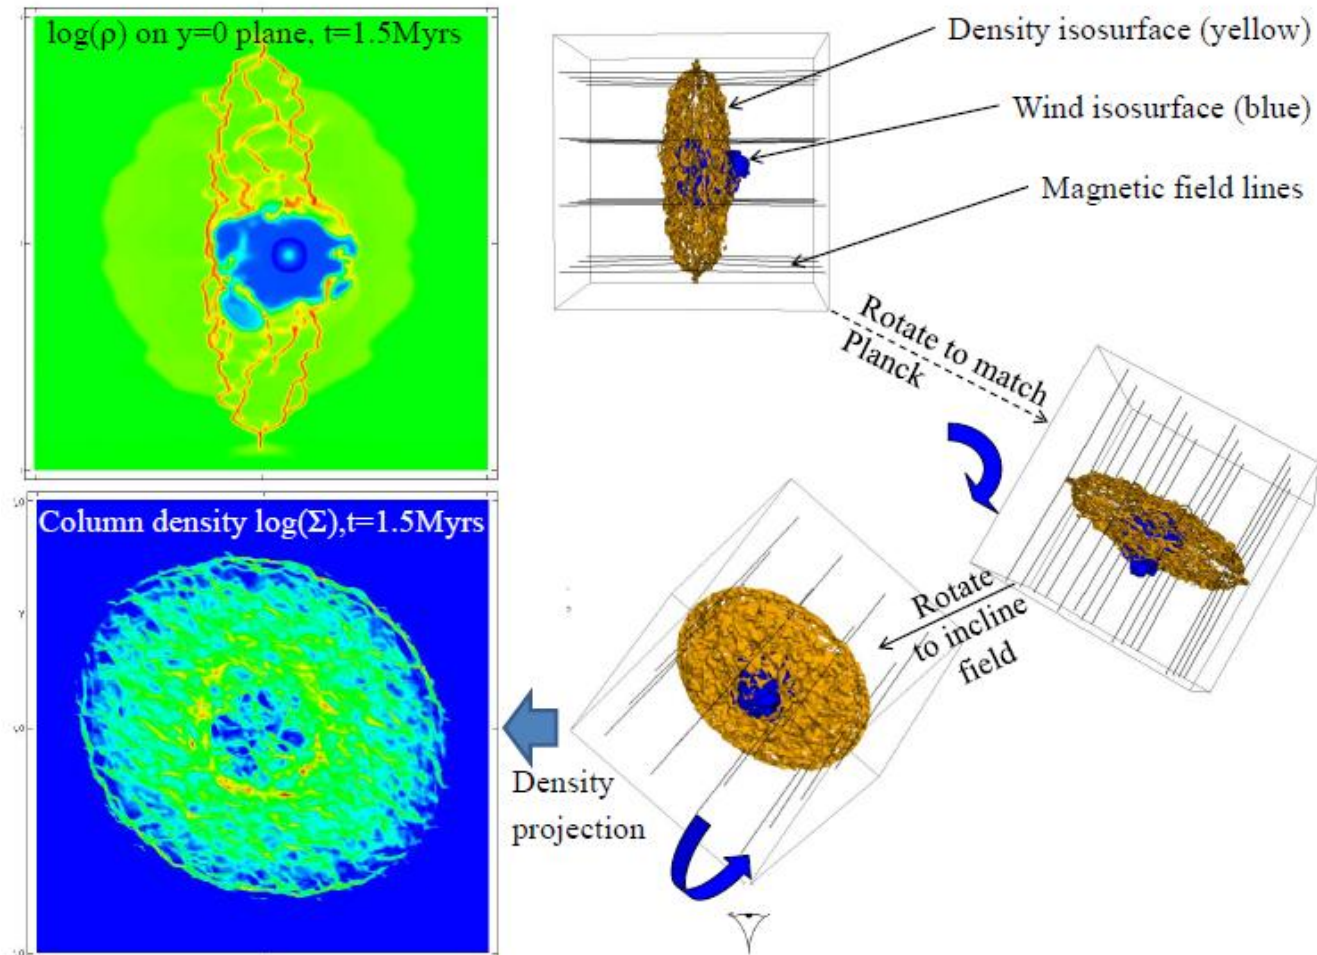 log(ρ) on y=0 plane, t=1.5Myrs
Density isosurface (yellow)
Wind isosurface (blue)
Magnetic field lines
Rotate to match
Planck
Rotate
to incline
field
Column density log(Σ),t=1.5Myrs
Density
projection